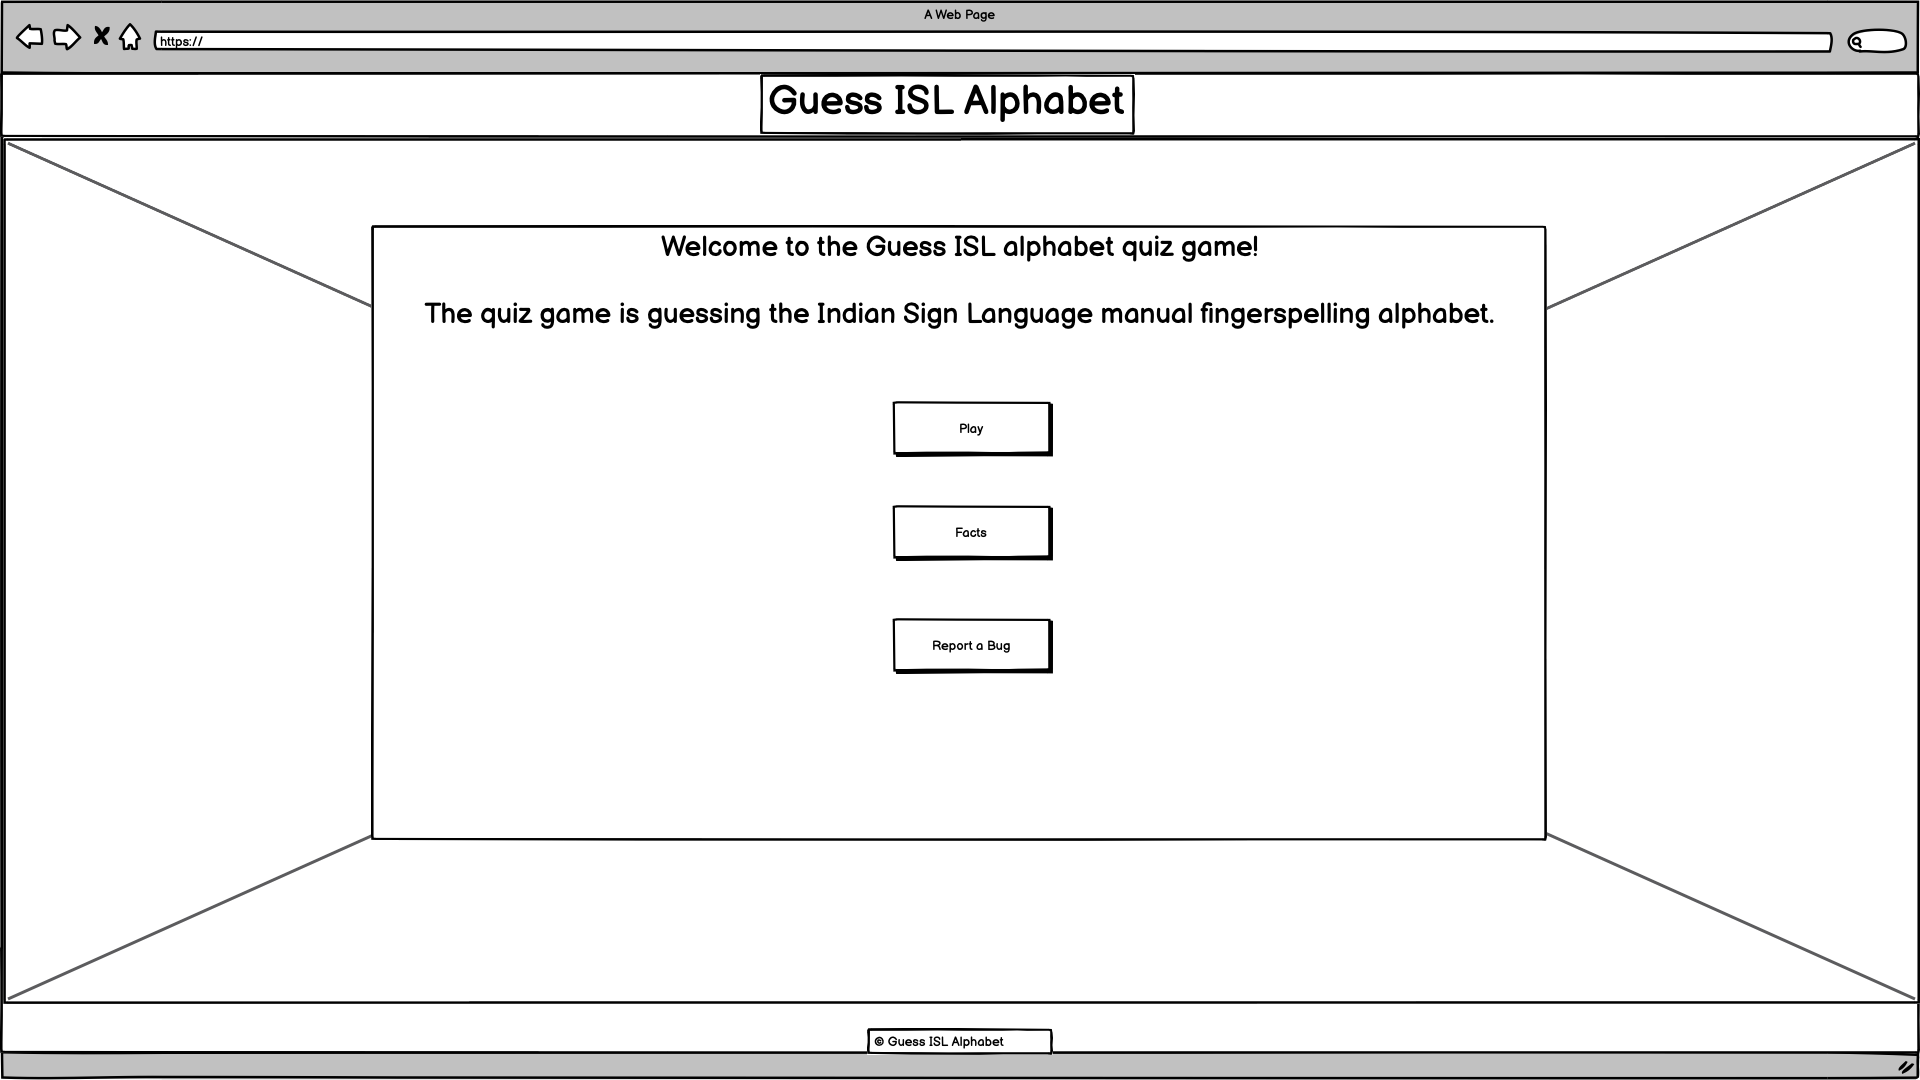 A Web Page
https://
Guess ISL Alphabet
Welcome to the Guess ISL alphabet quiz game!
The quiz game is guessing the Indian Sign Language manual fingerspelling alphabet.
Play
Facts
Report a Bug
© Guess ISL Alphabet